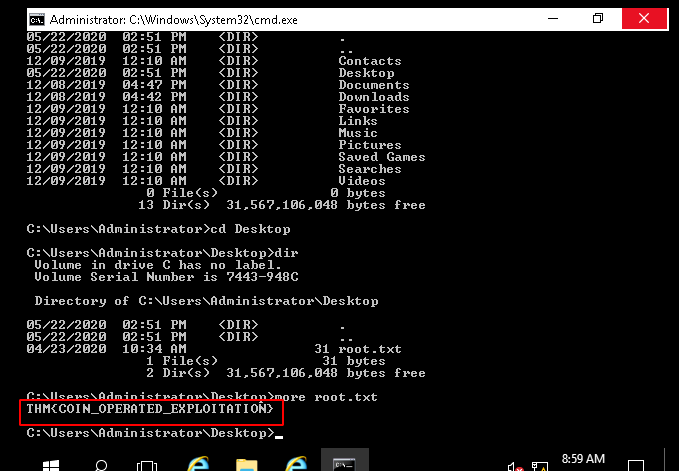 Administrator: C:\Windows\System32\cmd.exe
05/22/2020  02:51 PM    <DIR>          .
05/22/2020  02:51 PM    <DIR>          ..
12/09/2019  12:10 AM    <DIR>          Contacts
05/22/2020  02:51 PM    <DIR>          Desktop
12/08/2019  04:47 PM    <DIR>          Documents
12/08/2019  04:42 PM    <DIR>          Downloads
12/09/2019  12:10 AM    <DIR>          Favorites
12/09/2019  12:10 AM    <DIR>          Links
12/09/2019  12:10 AM    <DIR>          Music
12/09/2019  12:10 AM    <DIR>          Pictures
12/09/2019  12:10 AM    <DIR>          Saved Games
12/09/2019  12:10 AM    <DIR>          Searches
12/09/2019  12:10 AM    <DIR>          Videos
0 File(s)              0 bytes
13 Dir(s)  31,567,106,048 bytes free
C:\Users\Administrator>cd Desktop
C:\Users\Administrator\Desktop>dir
Volume in drive C has no label.
Volume Serial Number is 7443-948C
Directory of C:\Users\Administrator\Desktop
05/22/2020  02:51 PM    <DIR>          .
05/22/2020  02:51 PM    <DIR>          ..
04/23/2020  10:34 AM                31 root.txt
1 File(s)             31 bytes
2 Dir(s)  31,567,106,048 bytes free
C:\Users\Administrator\Desktop>more root.txt
THM{COIN_OPERATED_EXPLOITATION}
C:\Users\Administrator\Desktop>
8:59 AM